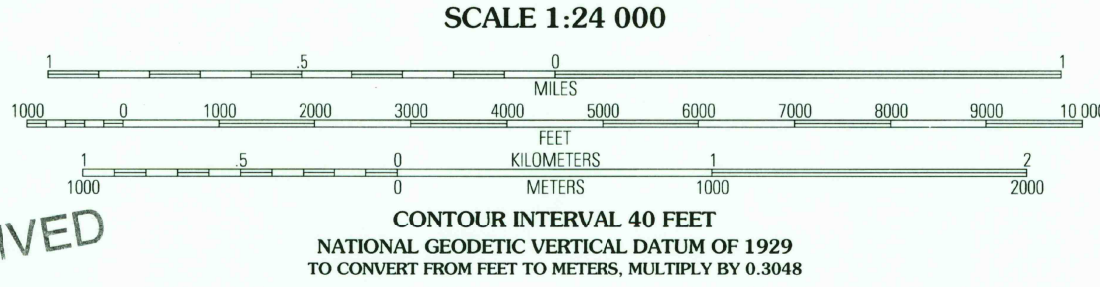 SCALE 1:24 000
1 .5 0 1
MILES
1000 0 1000 2000 3000 4000 5000 6000 7000 8000 9000 10 000
FEET
1 .5 0 KILOMETERS 1 2
1000 0 METERS 1000 2000
CONTOUR INTERVAL 40 FEET
NATIONAL GEODETIC VERTICAL DATUM OF 1929
TO CONVERT FROM FEET TO METERS, MULTIPLY BY 0.3048
IVED